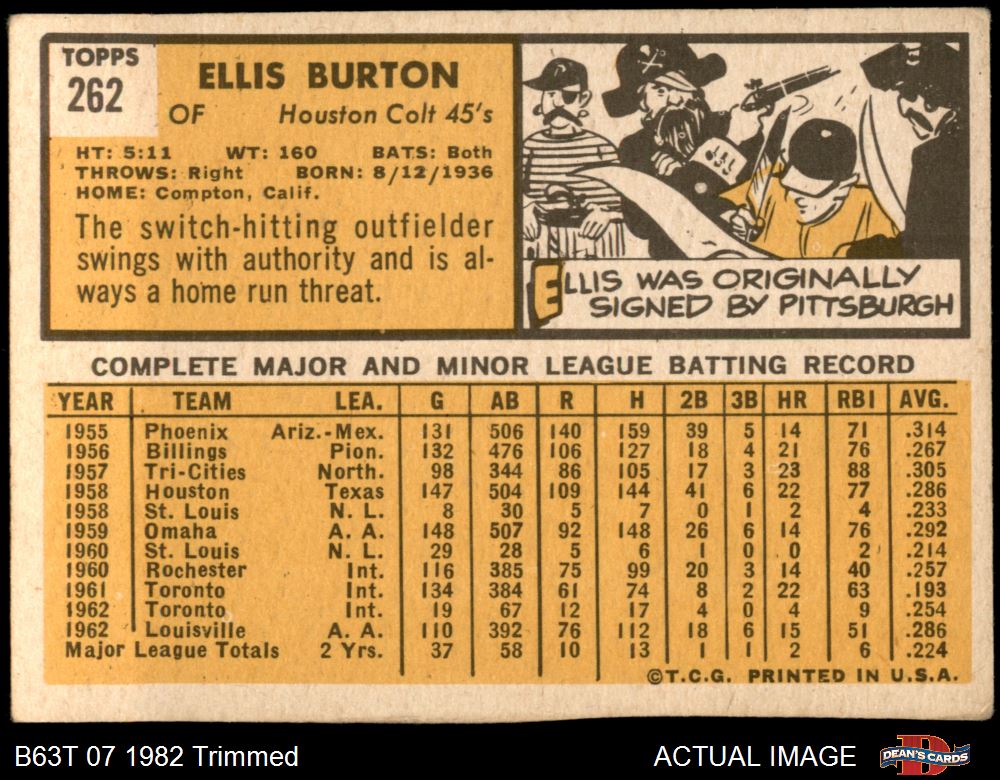 TOPPS
262
ELLIS BURTON
OF Houston Colt 45's
HT: 5:11 WT: 160 BATS: Both
THROWS: Right BORN: 8/12/1936
HOME: Compton, Calif.
The switch-hitting outfielder
swings with authority and is al-
ways a home run threat.
ELLIS WAS ORIGINALLY
SIGNED BY PITTSBURGH
COMPLETE MAJOR AND MINOR LEAGUE BATTING RECORD
YEAR TEAM LEA. G AB R H 2B 3B HR RBI AVG.
1955 Phoenix Ariz.-Mex. 131 506 140 159 39 5 14 71 .314
1956 Billings Pion. 132 476 106 127 18 4 21 76 .267
1957 Tri-Cities North. 98 344 86 105 17 3 23 88 .305
1958 Houston Texas 147 504 109 144 41 6 22 77 .286
1958 St. Louis N. L. 8 30 5 7 0 1 2 4 .233
1959 Omaha A. A. 148 507 92 148 26 6 14 76 .292
1960 St. Louis N. L. 29 28 5 6 1 0 0 2 .214
1960 Rochester Int. 116 385 75 99 20 3 14 40 .257
1961 Toronto Int. 134 384 61 74 8 2 22 63 .193
1962 Toronto Int. 19 67 12 17 4 0 4 9 .254
1962 Louisville A. A. 110 392 76 112 18 6 15 51 .286
Major League Totals 2 Yrs. 37 58 10 13 1 1 2 6 .224
©T.C.G. PRINTED IN U.S.A.
B63T 07 1982 Trimmed ACTUAL IMAGE DEAN'S CARDS